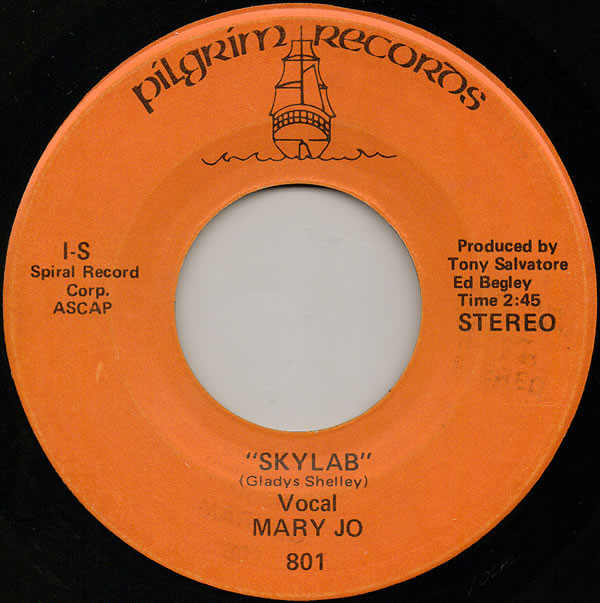 Pilgrim Records
I-S
Spiral Record
Corp.
ASCAP
Produced by
Tony Salvatore
Ed Begley
Time 2:45
STEREO
"SKYLAB"
(Gladys Shelley)
Vocal
MARY JO
801